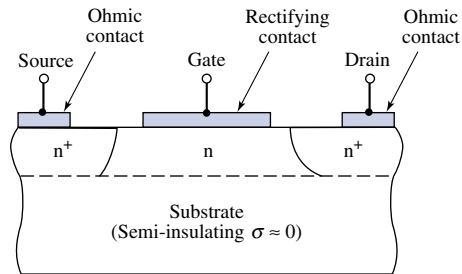 Ohmic
contact
Rectifying
contact
Ohmic
contact
Source
Gate
Drain
n⁺
n
n⁺
Substrate
(Semi-insulating σ ≈ 0)